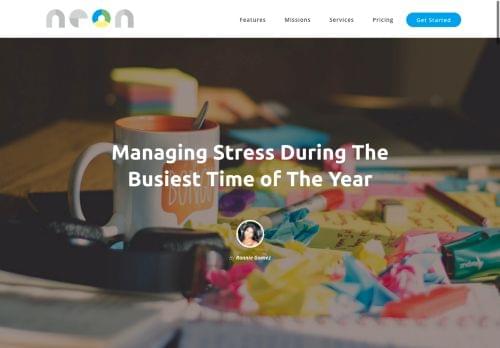 neon
Features Missions Services Pricing Get Started
Managing Stress During The
Busiest Time of The Year
By Ronnie Gomez